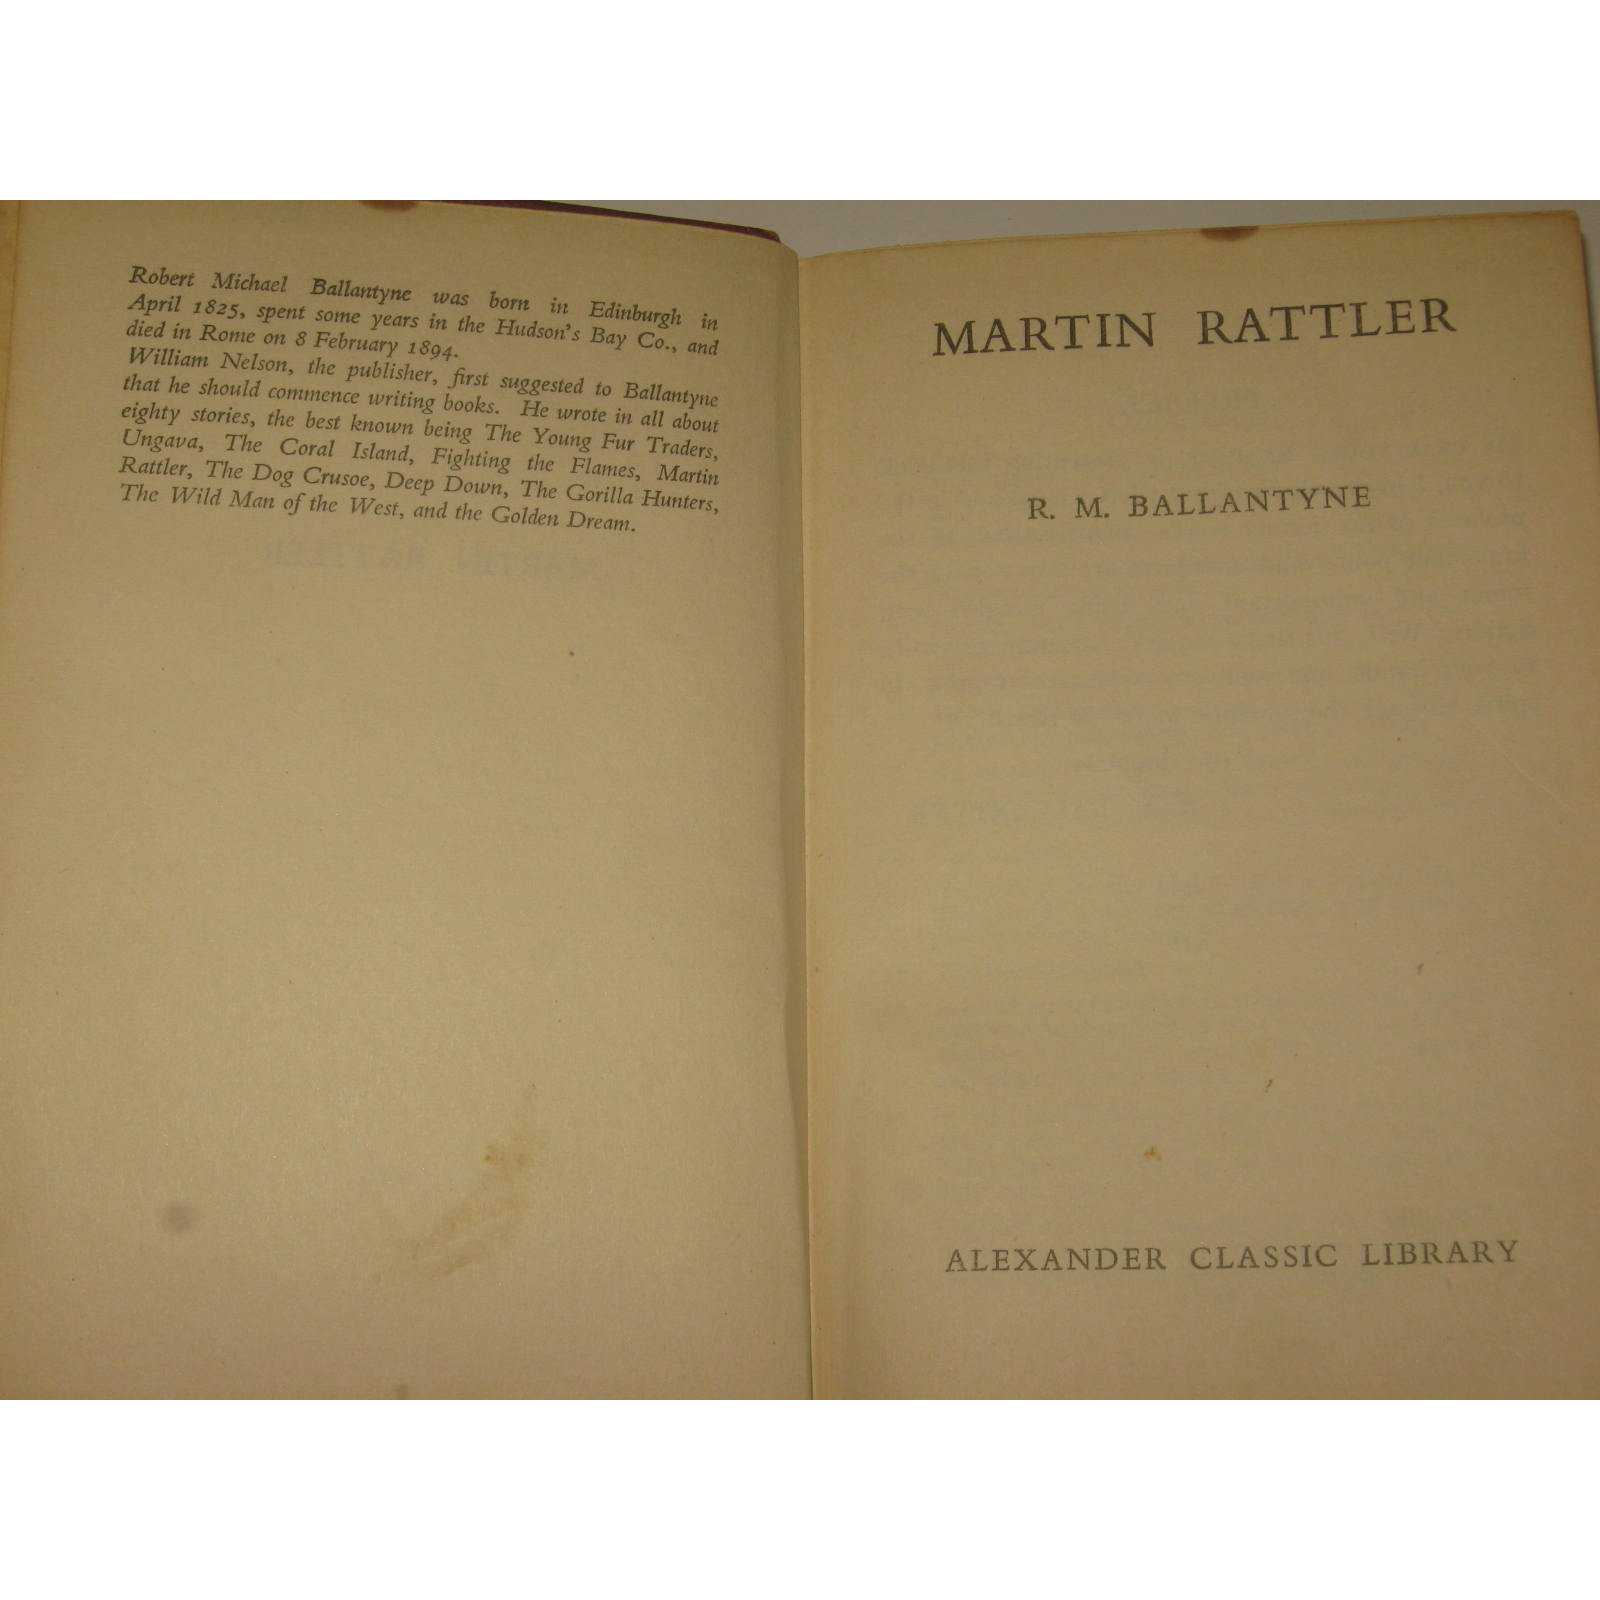 Robert Michael Ballantyne was born in Edinburgh in
April 1825, spent some years in the Hudson's Bay Co., and
died in Rome on 8 February 1894.
William Nelson, the publisher, first suggested to Ballantyne
that he should commence writing books. He wrote in all about
eighty stories, the best known being The Young Fur Traders,
Ungava, The Coral Island, Fighting the Flames, Martin
Rattler, The Dog Crusoe, Deep Down, The Gorilla Hunters,
The Wild Man of the West, and the Golden Dream.
MARTIN RATTLER
R. M. BALLANTYNE
ALEXANDER CLASSIC LIBRARY